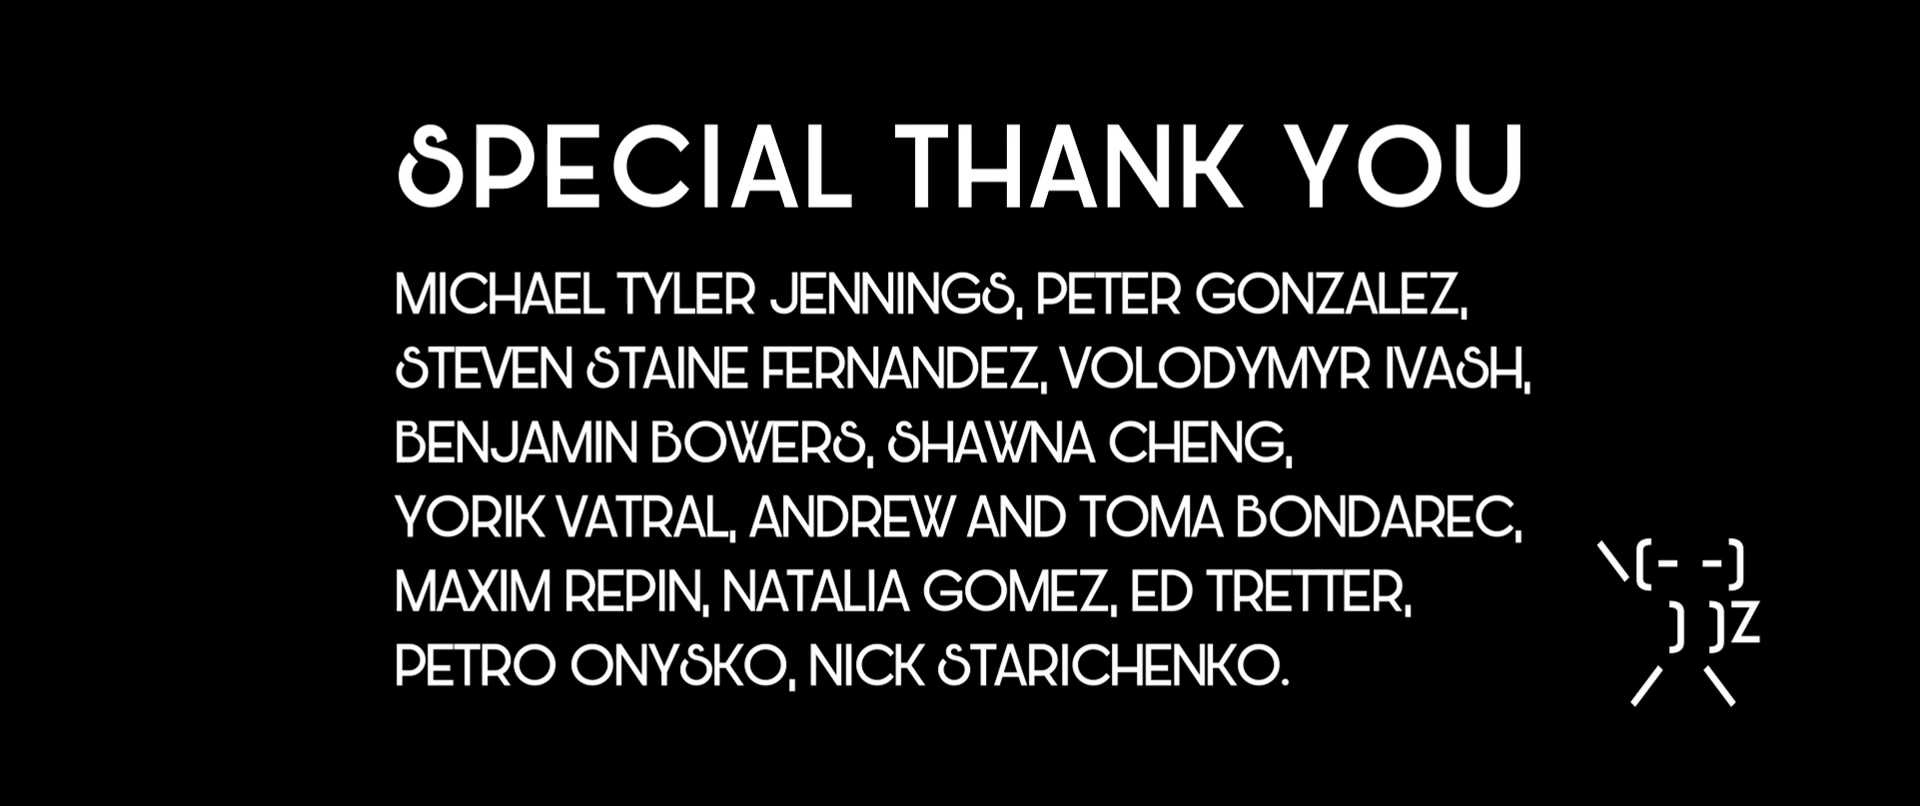 SPECIAL THANK YOU
MICHAEL TYLER JENNINGS, PETER GONZALEZ,
STEVEN STAINE FERNANDEZ, VOLODYMYR IVASH,
BENJAMIN BOWERS, SHAWNA CHENG,
YORIK VATRAL, ANDREW AND TOMA BONDAREC,
MAXIM REPIN, NATALIA GOMEZ, ED TRETTER,
PETRO ONYSKO, NICK STARICHENKO.
\(- -)
) )Z
/ \